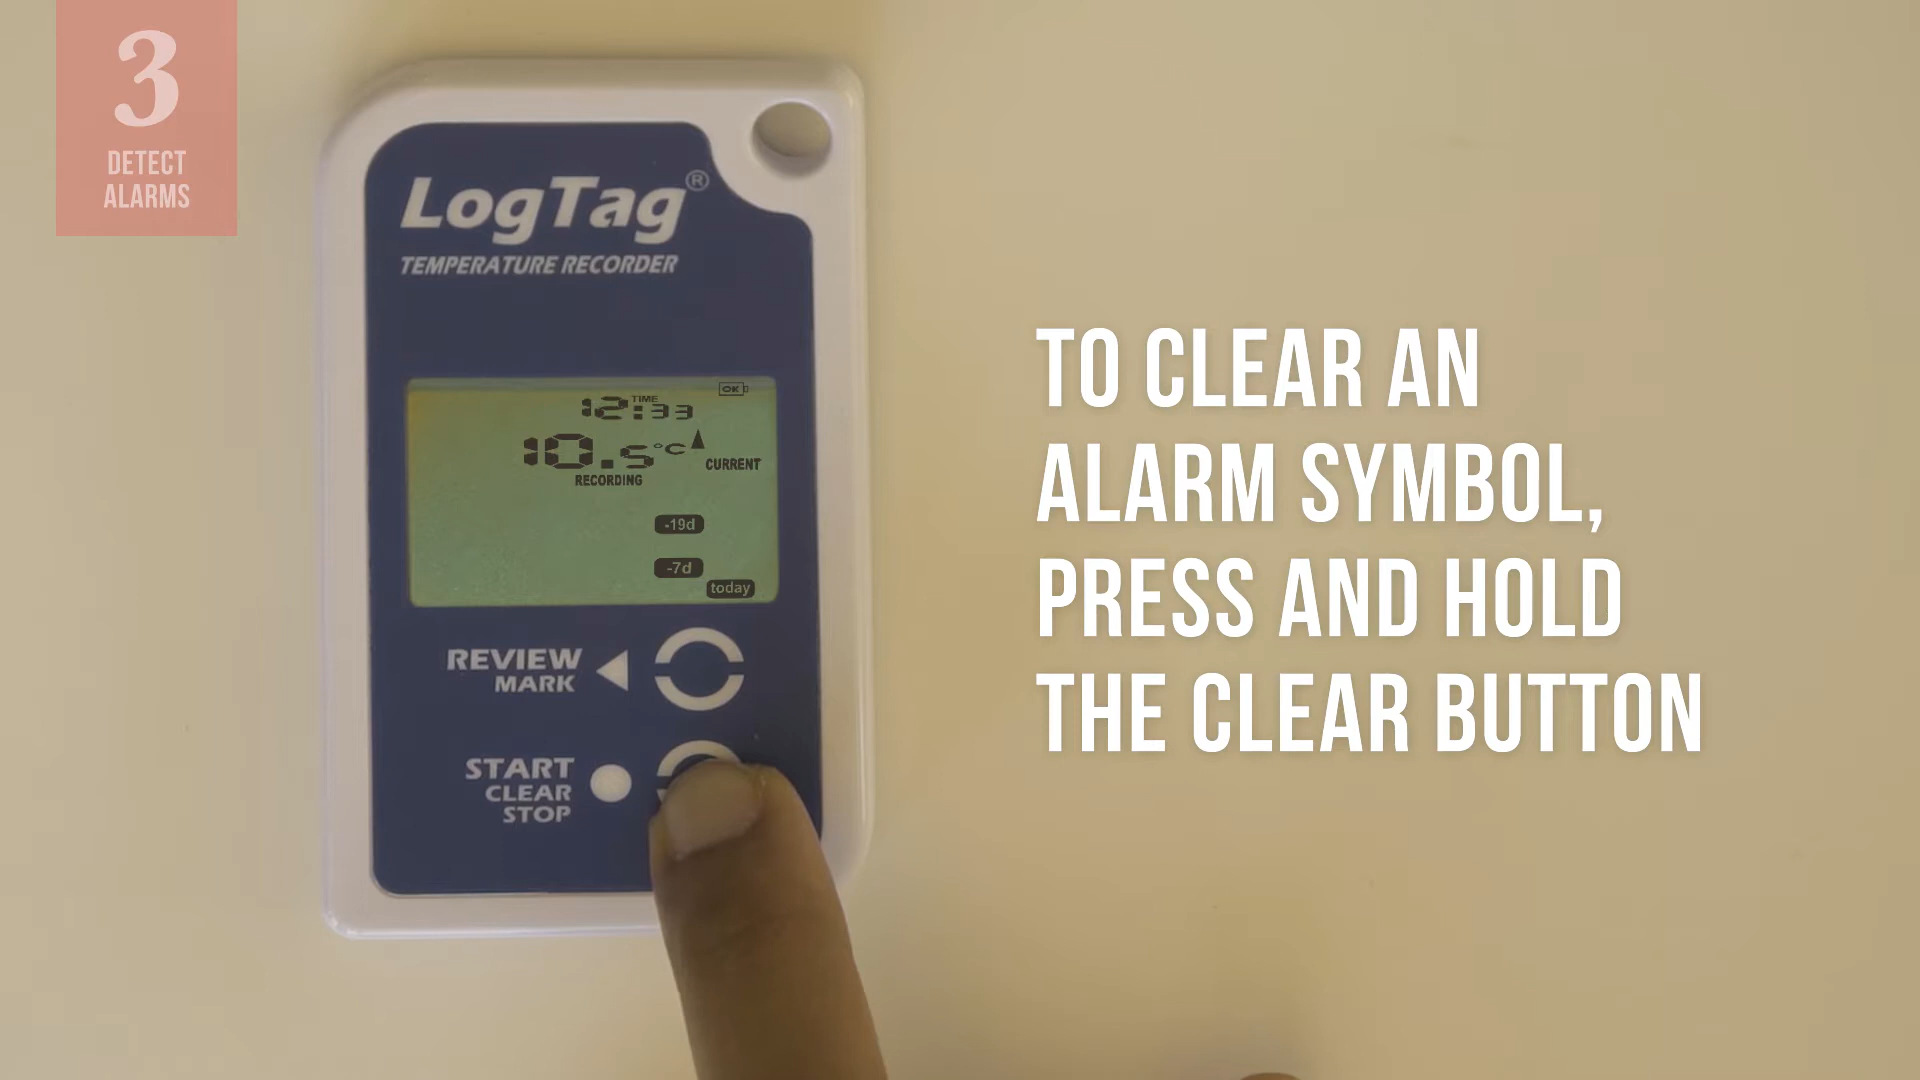 3
DETECT
ALARMS
LogTag®
TEMPERATURE RECORDER
OK
TIME
12:33
10.5°C
CURRENT
RECORDING
-19d
-7d
today
REVIEW
MARK
START
CLEAR
STOP
TO CLEAR AN
ALARM SYMBOL,
PRESS AND HOLD
THE CLEAR BUTTON